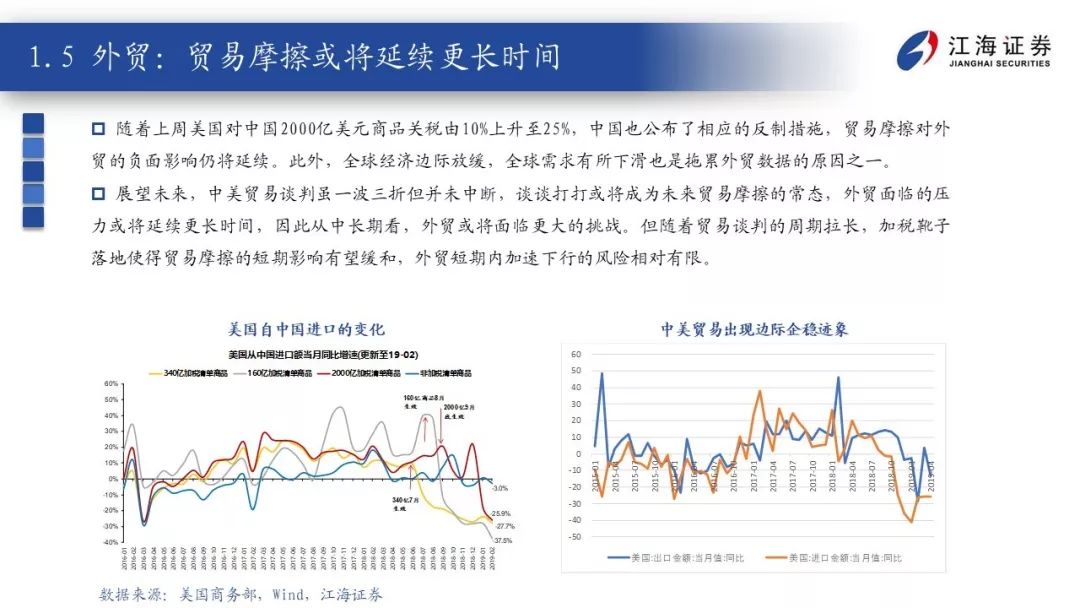 1.5 外贸：贸易摩擦或将延续更长时间
江海证券
JIANGHAI SECURITIES
随着上周美国对中国2000亿美元商品关税由10%上升至25%，中国也公布了相应的反制措施，贸易摩擦对外
贸的负面影响仍将延续。此外，全球经济边际放缓，全球需求有所下滑也是拖累外贸数据的原因之一。
展望未来，中美贸易谈判虽一波三折但并未中断，谈谈打打或将成为未来贸易摩擦的常态，外贸面临的压
力或将延续更长时间，因此从中长期看，外贸或将面临更大的挑战。但随着贸易谈判的周期拉长，加税靴子
落地使得贸易摩擦的短期影响有望缓和，外贸短期内加速下行的风险相对有限。
美国自中国进口的变化
美国从中国进口额当月同比增速(更新至19-02)
340亿加税清单商品 160亿加税清单商品 2000亿加税清单商品 非加税清单商品
60%
50%
40%
30%
20%
10%
0%
-10%
-20%
-30%
-40%
160亿商品8月
生效
2000亿9月
底生效
340亿7月
生效
-3.0%
-25.9%
-27.7%
-37.5%
2016-01 2016-02 2016-03 2016-04 2016-05 2016-06 2016-07 2016-08 2016-09 2016-10 2016-11 2016-12 2017-01 2017-02 2017-03 2017-04 2017-05 2017-06 2017-07 2017-08 2017-09 2017-10 2017-11 2017-12 2018-01 2018-02 2018-03 2018-04 2018-05 2018-06 2018-07 2018-08 2018-09 2018-10 2018-11 2018-12 2019-01 2019-02
中美贸易出现边际企稳迹象
60
50
40
30
20
10
0
-10
-20
-30
-40
-50
2015-01 2015-04 2015-07 2015-10 2016-01 2016-04 2016-07 2016-10 2017-01 2017-04 2017-07 2017-10 2018-01 2018-04 2018-07 2018-10 2019-01 2019-04
美国:出口金额:当月值:同比 美国:进口金额:当月值:同比
数据来源：美国商务部，Wind，江海证券